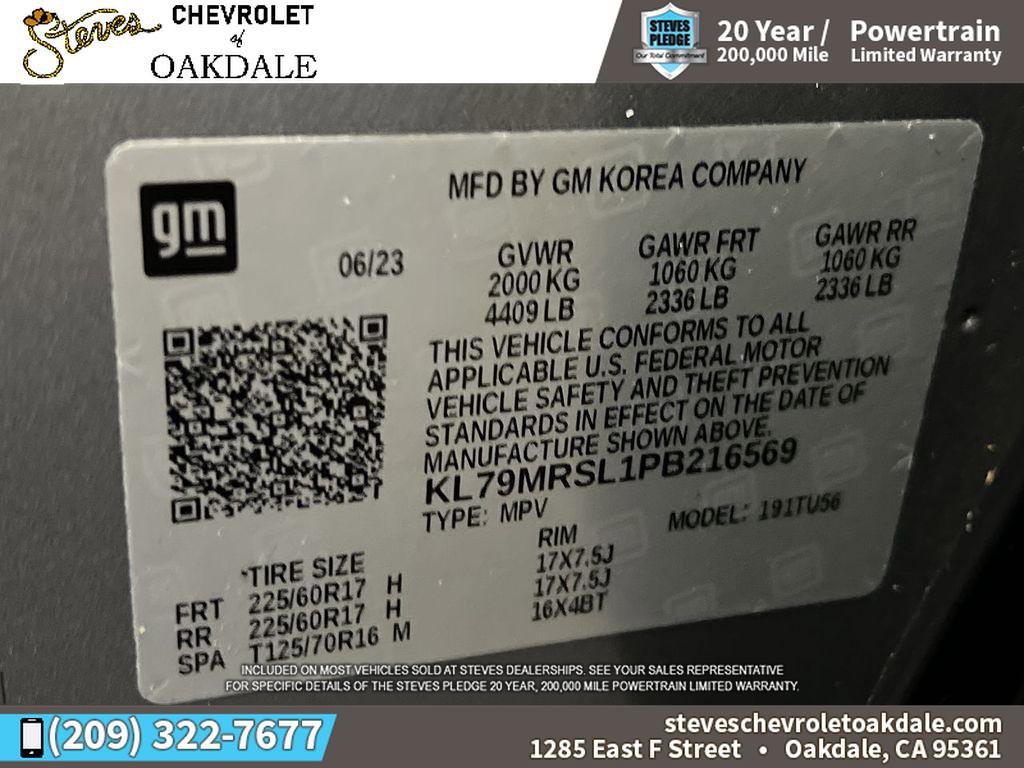 Steves
CHEVROLET
of
OAKDALE
STEVES
PLEDGE
Our Total Commitment
20 Year / Powertrain
200,000 Mile Limited Warranty
gm
MFD BY GM KOREA COMPANY
06/23
GVWR GAWR FRT GAWR RR
2000 KG 1060 KG 1060 KG
4409 LB 2336 LB 2336 LB
THIS VEHICLE CONFORMS TO ALL
APPLICABLE U.S. FEDERAL MOTOR
VEHICLE SAFETY AND THEFT PREVENTION
STANDARDS IN EFFECT ON THE DATE OF
MANUFACTURE SHOWN ABOVE.
KL79MRSL1PB216569
TYPE: MPV MODEL: 191TU56
TIRE SIZE RIM
FRT 225/60R17 H 17X7.5J
RR 225/60R17 H 17X7.5J
SPA T125/70R16 M 16X4BT
INCLUDED ON MOST VEHICLES SOLD AT STEVES DEALERSHIPS. SEE YOUR SALES REPRESENTATIVE
FOR SPECIFIC DETAILS OF THE STEVES PLEDGE 20 YEAR, 200,000 MILE POWERTRAIN LIMITED WARRANTY.
(209) 322-7677
steveschevroletoakdale.com
1285 East F Street • Oakdale, CA 95361